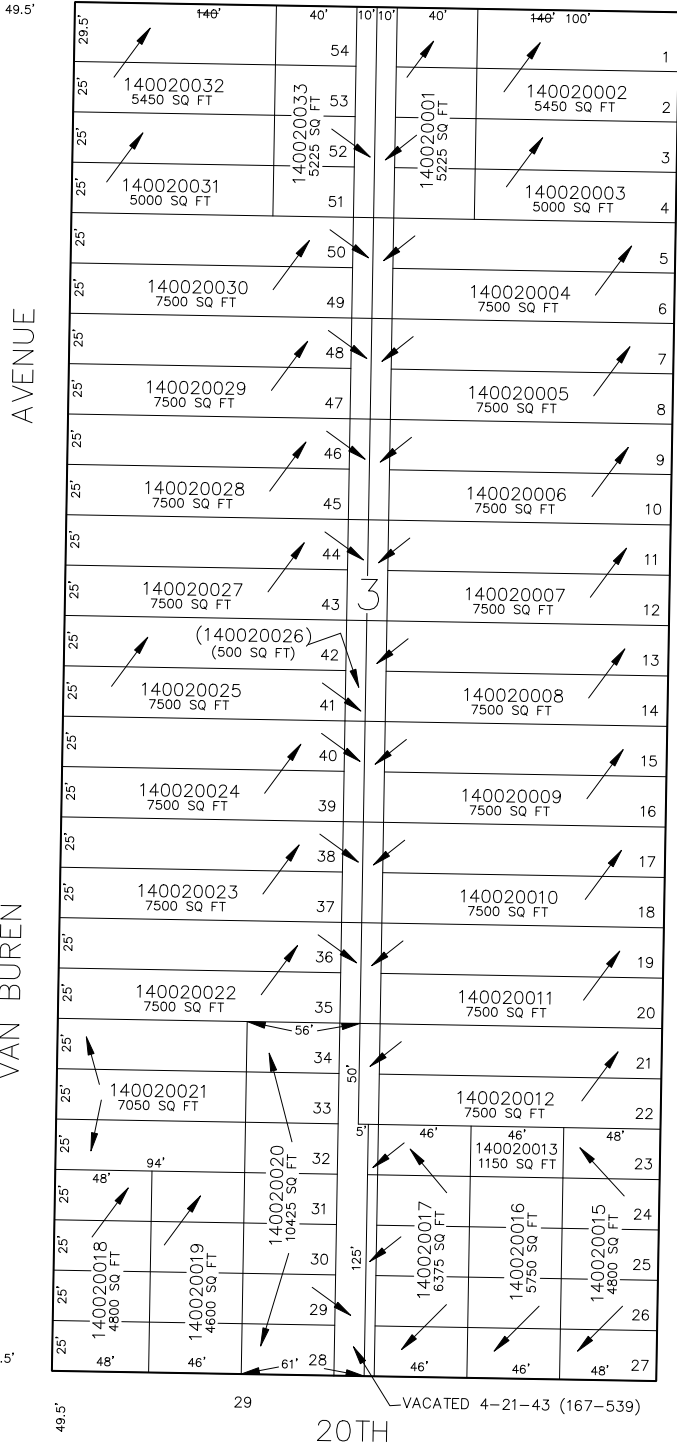 49.5'
140' 40' 10' 10' 40' 140' 100'
29.5' 54 1
140020032
5450 SQ FT
140020033
5225 SQ FT
140020001
5225 SQ FT
140020002
5450 SQ FT
25' 53 2
25' 52 3
140020031
5000 SQ FT
140020003
5000 SQ FT
25' 51 4
25' 50 5
140020030
7500 SQ FT
140020004
7500 SQ FT
25' 49 6
25' 48 7
AVENUE
140020029
7500 SQ FT
140020005
7500 SQ FT
25' 47 8
25' 46 9
140020028
7500 SQ FT
140020006
7500 SQ FT
25' 45 10
25' 44 11
140020027
7500 SQ FT
3
140020007
7500 SQ FT
25' 43 12
(140020026)
(500 SQ FT)
25' 42 13
140020025
7500 SQ FT
140020008
7500 SQ FT
25' 41 14
25' 40 15
140020024
7500 SQ FT
140020009
7500 SQ FT
25' 39 16
25' 38 17
140020023
7500 SQ FT
140020010
7500 SQ FT
25' 37 18
25' 36 19
VAN BUREN
140020022
7500 SQ FT
140020011
7500 SQ FT
25' 35 20
56'
25' 34 50' 21
140020021
7050 SQ FT
140020012
7500 SQ FT
25' 33 22
5' 46' 46' 48'
140020013
1150 SQ FT
25' 32 23
94'
48'
140020020
10425 SQ FT
25' 31 24
140020018
4800 SQ FT
140020019
4600 SQ FT
140020017
6375 SQ FT
140020016
5750 SQ FT
140020015
4800 SQ FT
25' 30 125' 25
25' 29 26
25' 28 27
48' 46' 61' 46' 46' 48'
.5'
49.5'
29
VACATED 4-21-43 (167-539)
20TH